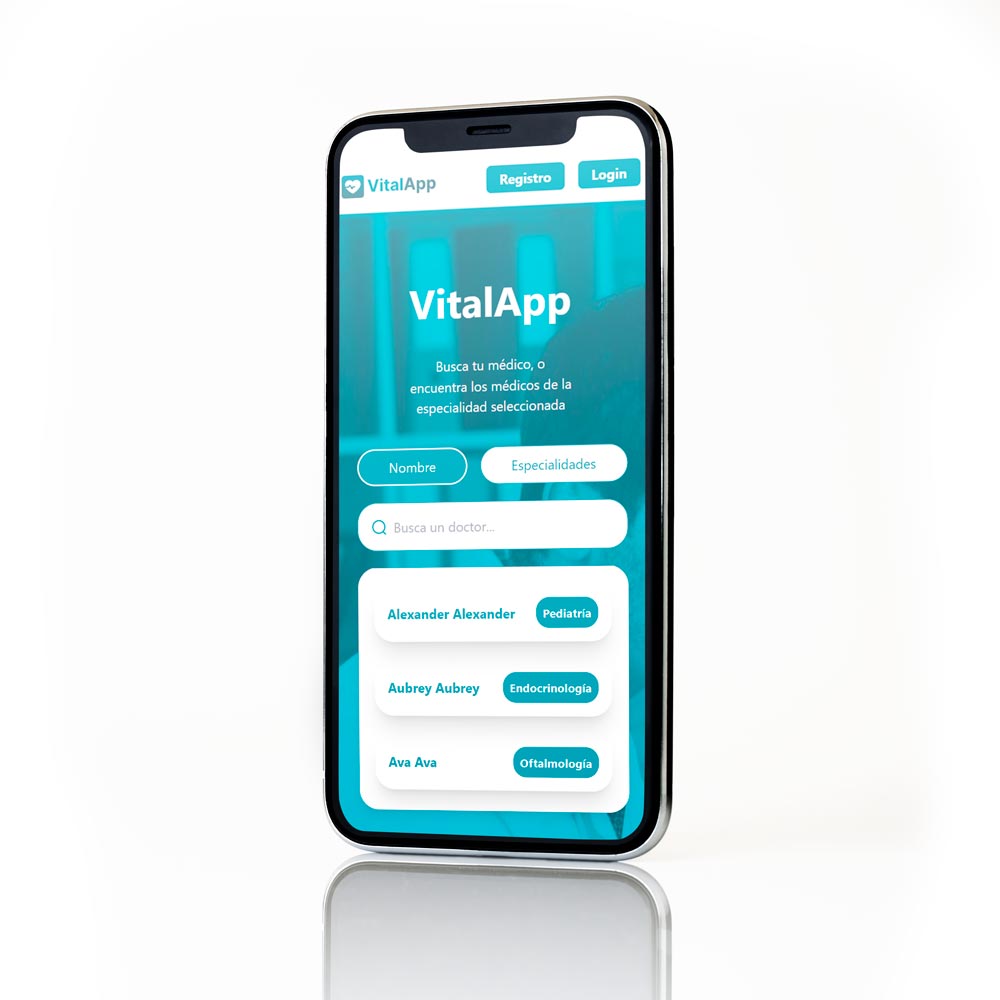 VitalApp
Registro
Login
VitalApp
Busca tu médico, o
encuentra los médicos de la
especialidad seleccionada
Nombre
Especialidades
Busca un doctor...
Alexander Alexander
Pediatría
Aubrey Aubrey
Endocrinología
Ava Ava
Oftalmología